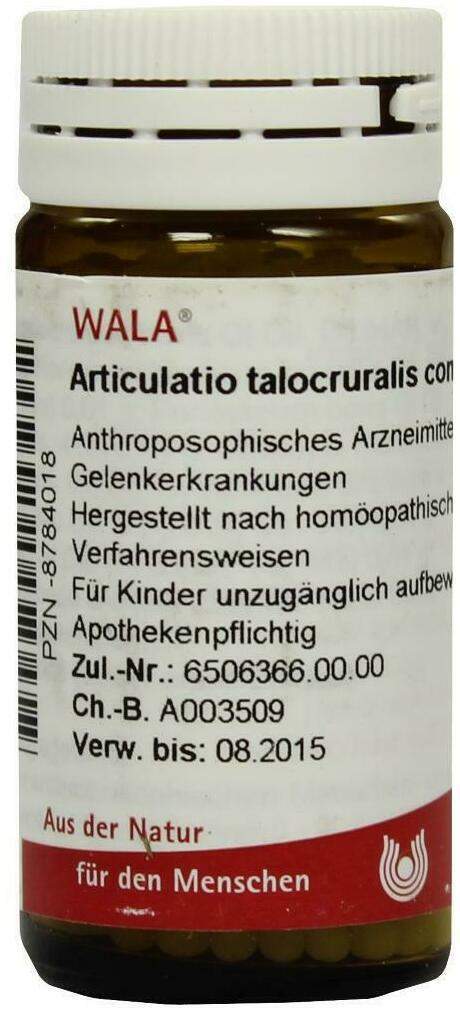 WALA®
Articulatio talocruralis con
Anthroposophisches Arzneimitte
Gelenkerkrankungen
Hergestellt nach homöopathisch
Verfahrensweisen
Für Kinder unzugänglich aufbew
Apothekenpflichtig
Zul.-Nr.: 6506366.00.00
Ch.-B. A003509
Verw. bis: 08.2015
PZN -8784018
Aus der Natur
für den Menschen